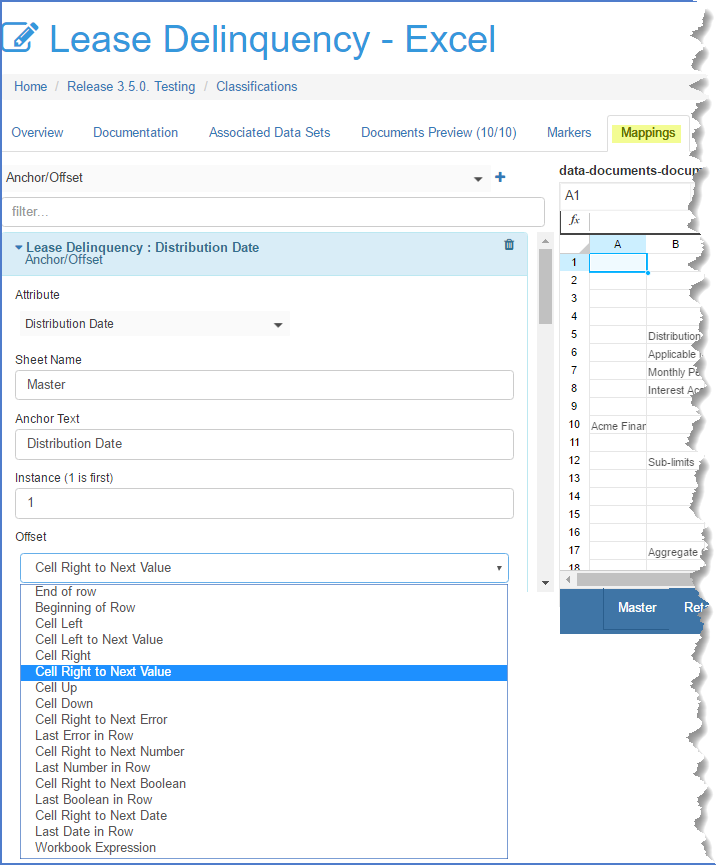 Lease Delinquency - Excel
Home / Release 3.5.0. Testing / Classifications
Overview Documentation Associated Data Sets Documents Preview (10/10) Markers Mappings
Anchor/Offset
filter...
Lease Delinquency : Distribution Date
Anchor/Offset
Attribute
Distribution Date
Sheet Name
Master
Anchor Text
Distribution Date
Instance (1 is first)
1
Offset
Cell Right to Next Value
End of row
Beginning of Row
Cell Left
Cell Left to Next Value
Cell Right
Cell Right to Next Value
Cell Up
Cell Down
Cell Right to Next Error
Last Error in Row
Cell Right to Next Number
Last Number in Row
Cell Right to Next Boolean
Last Boolean in Row
Cell Right to Next Date
Last Date in Row
Workbook Expression
data-documents-docum
A1
fx
A B
1
2
3
4
5 Distribution
6 Applicable
7 Monthly Pe
8 Interest Acc
9
10 Acme Finan
11
12 Sub-limits
13
14
15
16
17 Aggregate
18
Master Reta